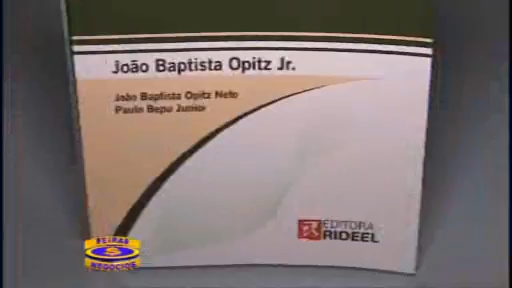 João Baptista Opitz Jr.
João Baptista Opitz Neto
Paulo Bepu Junior
EDITORA
RIDEEL
FEIRAS
NEGÓCIOS